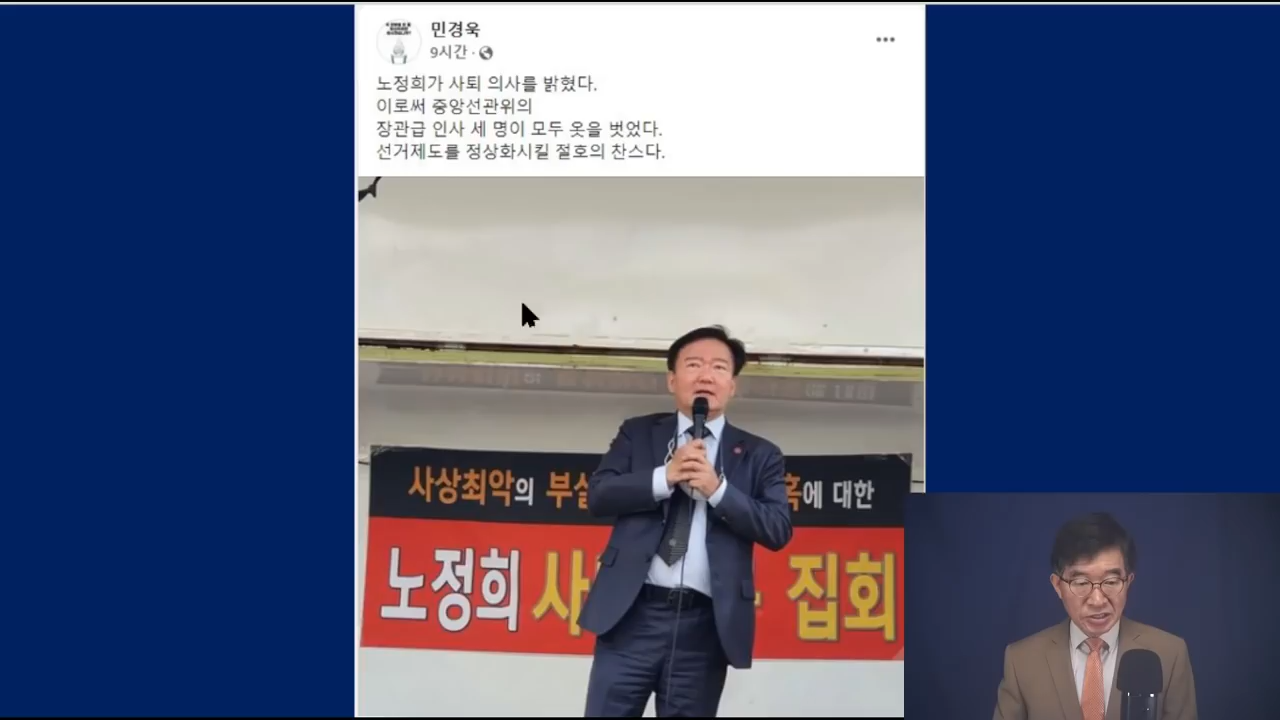 민경욱
9시간 ·
노정희가 사퇴 의사를 밝혔다.
이로써 중앙선관위의
장관급 인사 세 명이 모두 옷을 벗었다.
선거제도를 정상화시킬 절호의 찬스다.
사상최악의 에 대한
노정희 집회